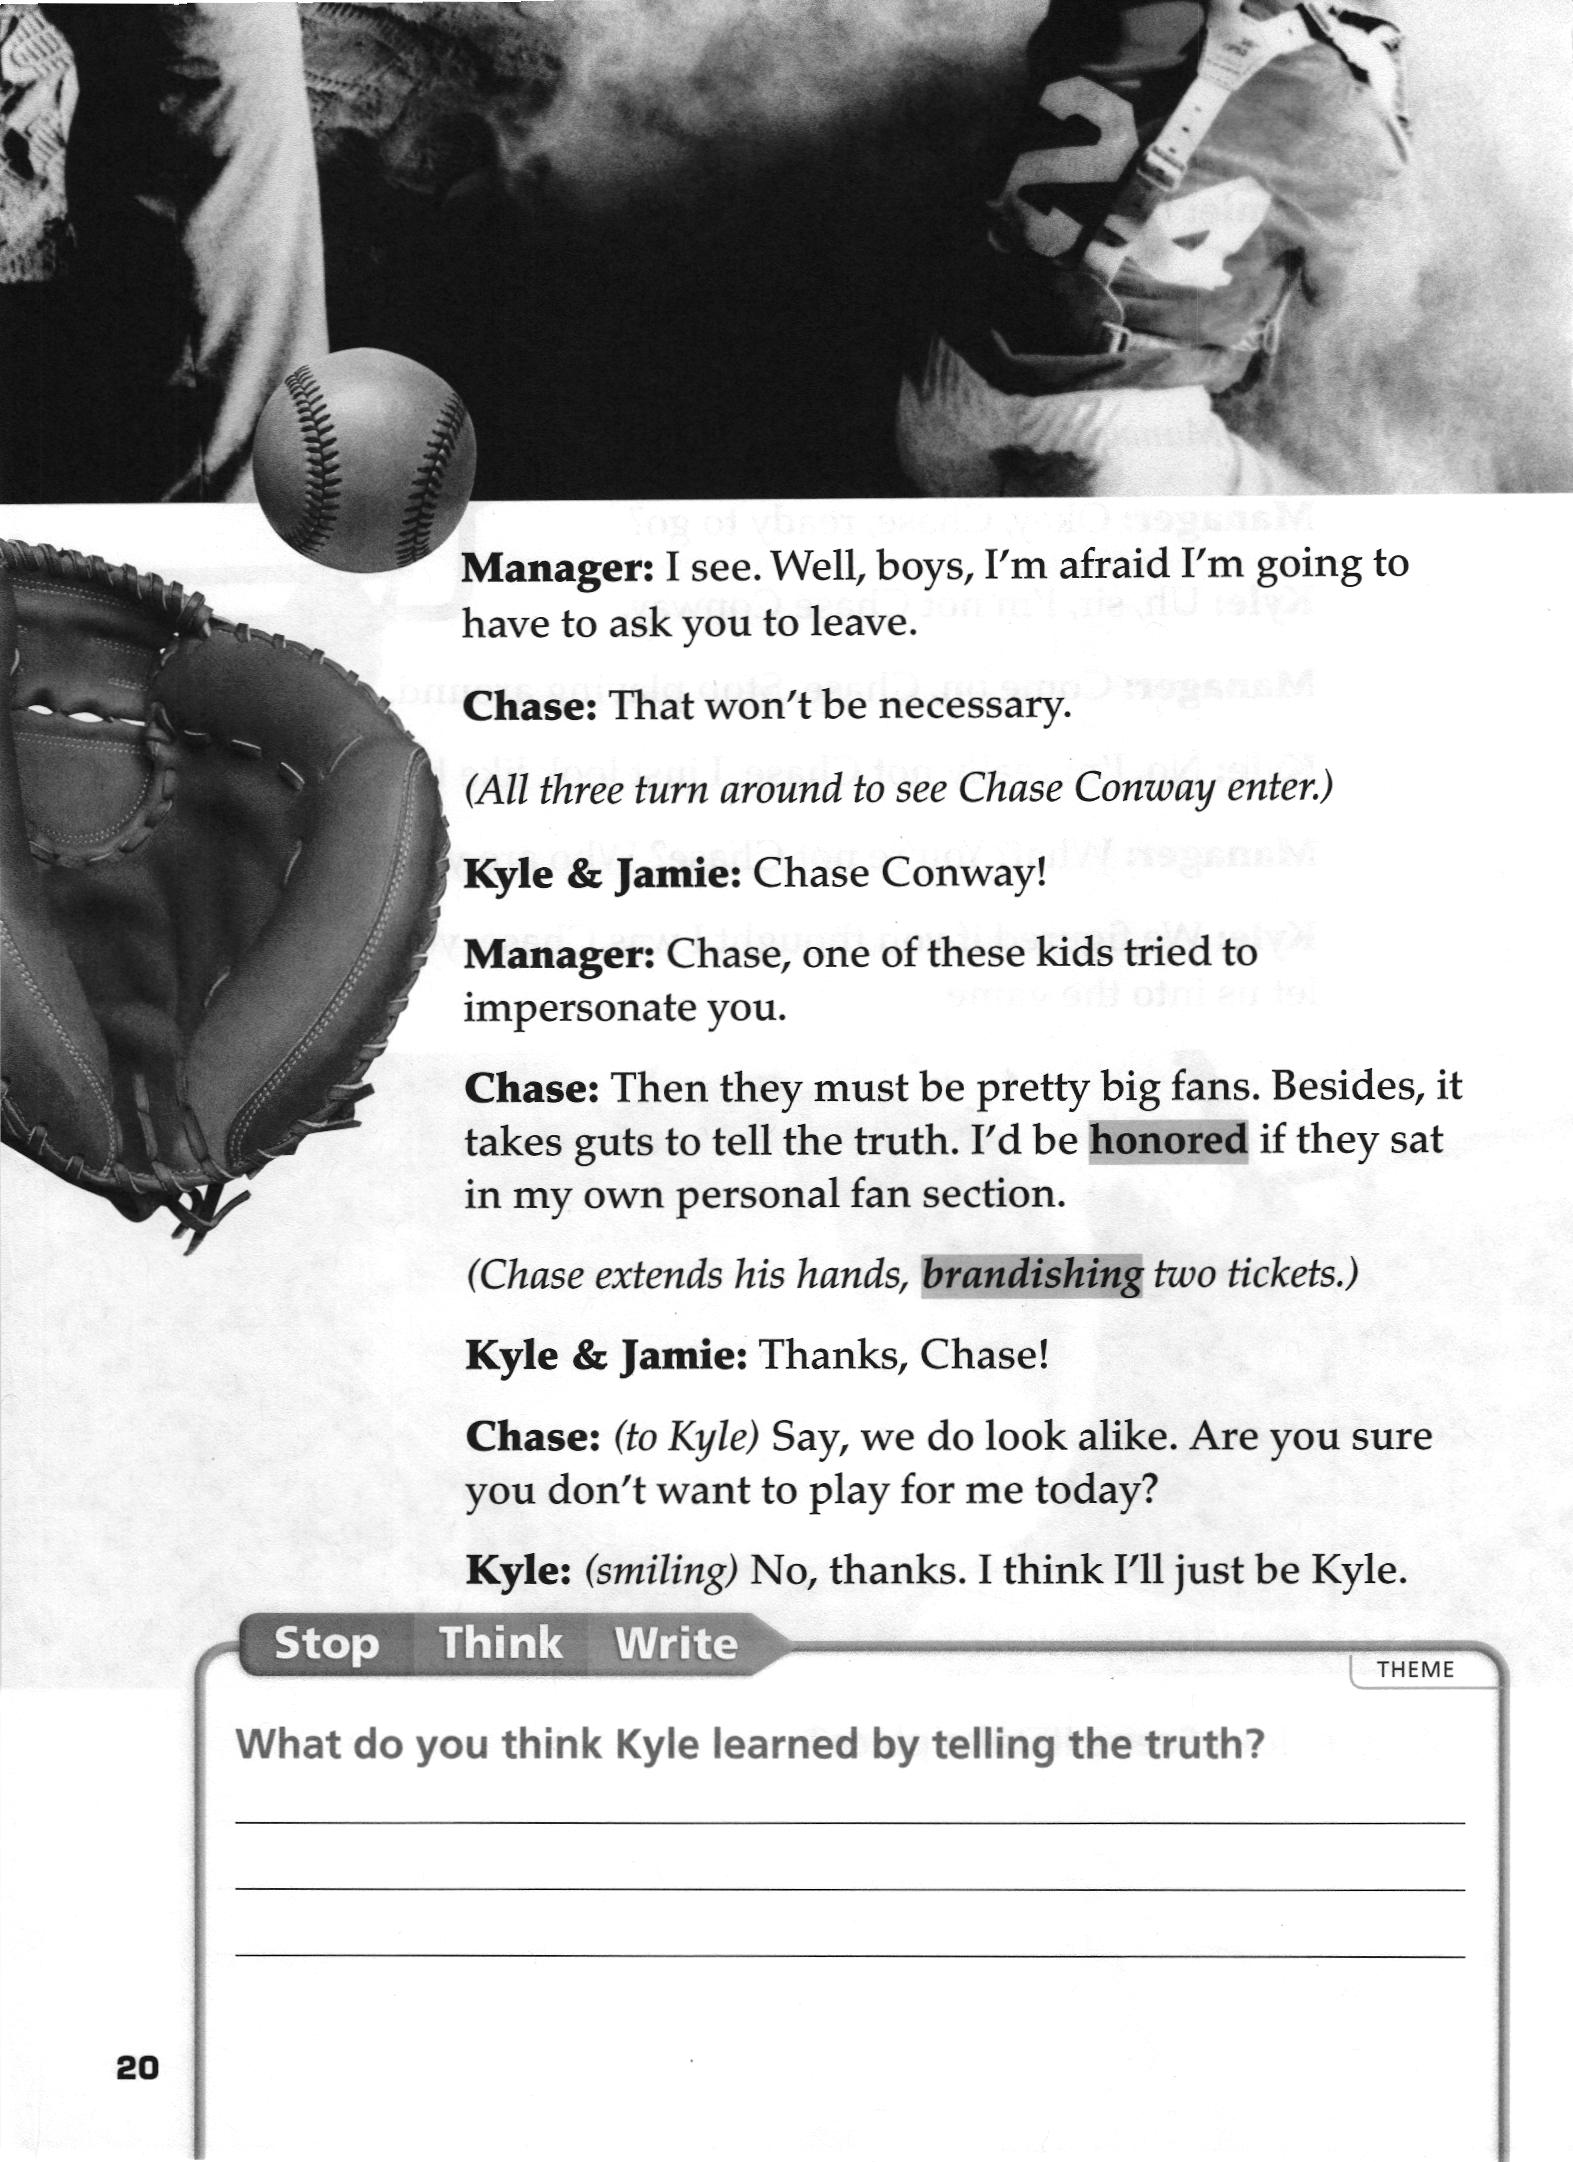 24
Manager: I see. Well, boys, I'm afraid I'm going to
have to ask you to leave.
Chase: That won't be necessary.
(All three turn around to see Chase Conway enter.)
Kyle & Jamie: Chase Conway!
Manager: Chase, one of these kids tried to
impersonate you.
Chase: Then they must be pretty big fans. Besides, it
takes guts to tell the truth. I'd be honored if they sat
in my own personal fan section.
(Chase extends his hands, brandishing two tickets.)
Kyle & Jamie: Thanks, Chase!
Chase: (to Kyle) Say, we do look alike. Are you sure
you don't want to play for me today?
Kyle: (smiling) No, thanks. I think I'll just be Kyle.
Stop Think Write
THEME
What do you think Kyle learned by telling the truth?
20